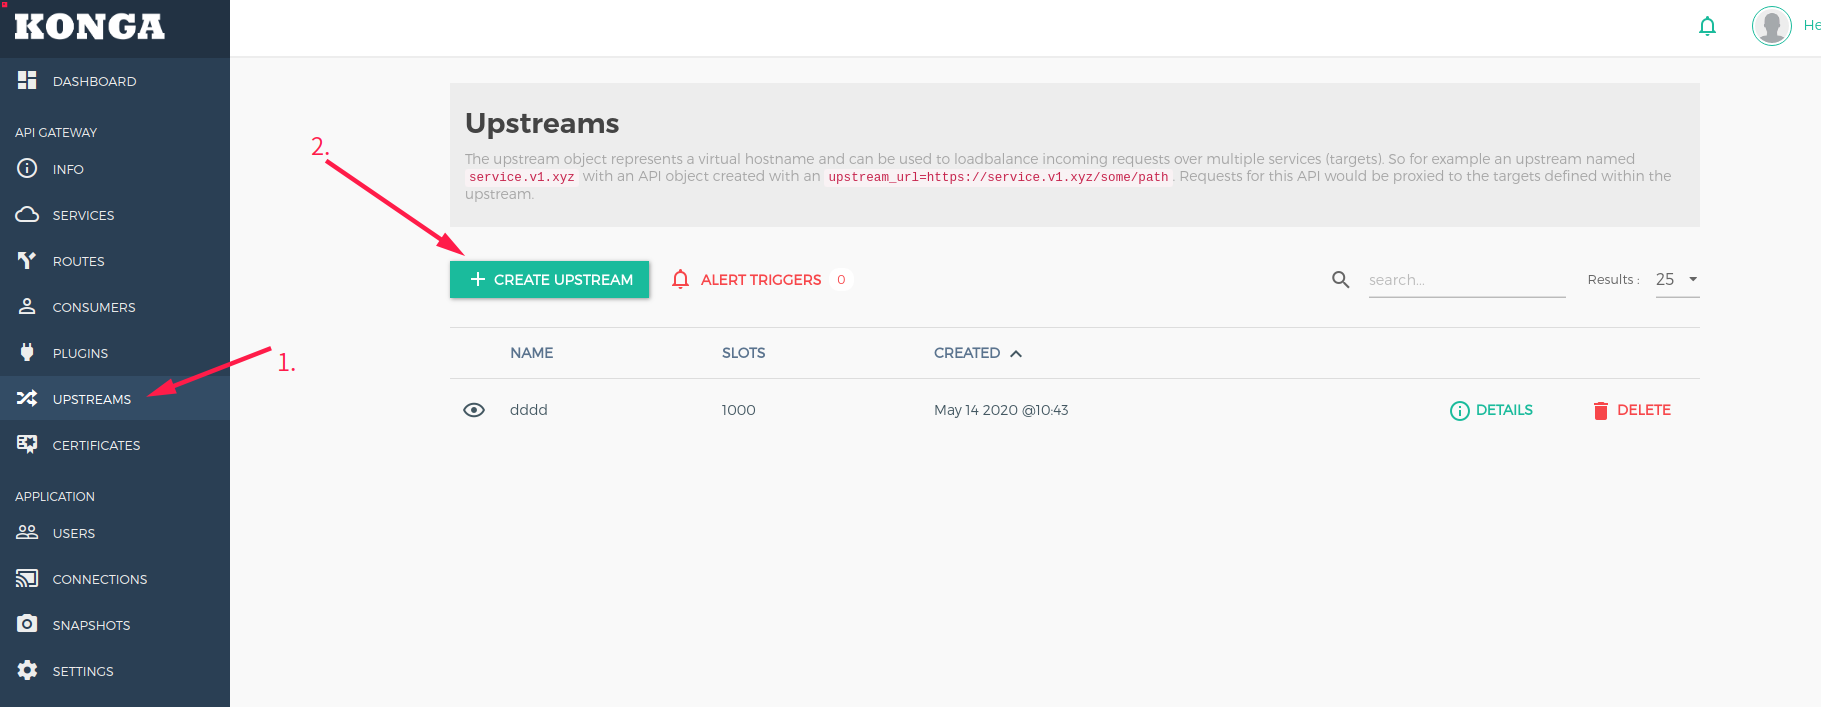 KONGA
He
DASHBOARD
API GATEWAY
INFO
SERVICES
ROUTES
CONSUMERS
PLUGINS
UPSTREAMS
CERTIFICATES
APPLICATION
USERS
CONNECTIONS
SNAPSHOTS
SETTINGS
1.
2.
Upstreams
The upstream object represents a virtual hostname and can be used to loadbalance incoming requests over multiple services (targets). So for example an upstream named
service.v1.xyz with an API object created with an upstream_url=https://service.v1.xyz/some/path. Requests for this API would be proxied to the targets defined within the
upstream.
CREATE UPSTREAM ALERT TRIGGERS 0 search... Results : 25
NAME SLOTS CREATED
dddd 1000 May 14 2020 @10:43 DETAILS DELETE